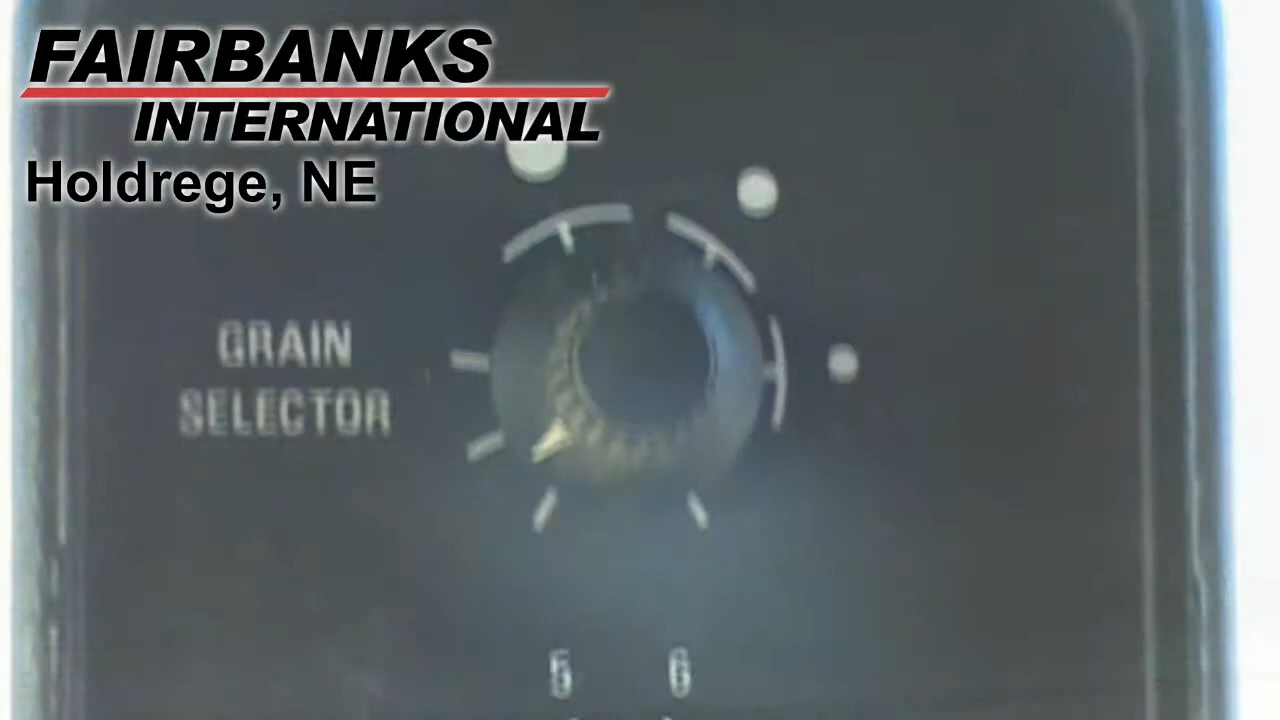 FAIRBANKS
INTERNATIONAL
Holdrege, NE
GRAIN
SELECTOR
5 6